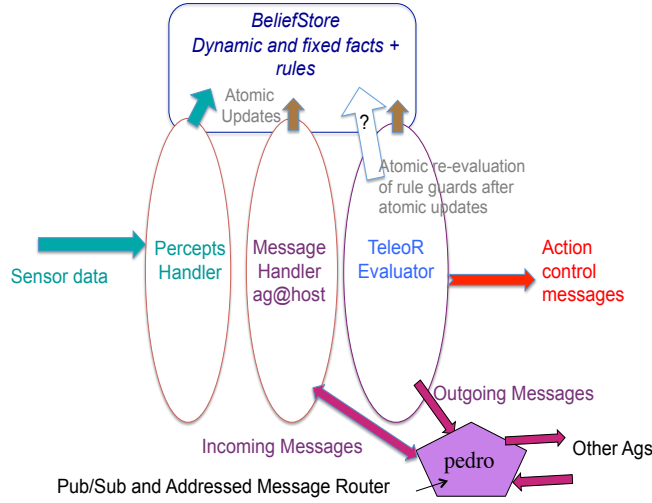 BeliefStore
Dynamic and fixed facts +
rules
Atomic
Updates
?
Atomic re-evaluation
of rule guards after
atomic updates
Percepts
Handler
Message
Handler
ag@host
TeleoR
Evaluator
Sensor data
Action
control
messages
Outgoing Messages
Incoming Messages
pedro
Other Ags
Pub/Sub and Addressed Message Router